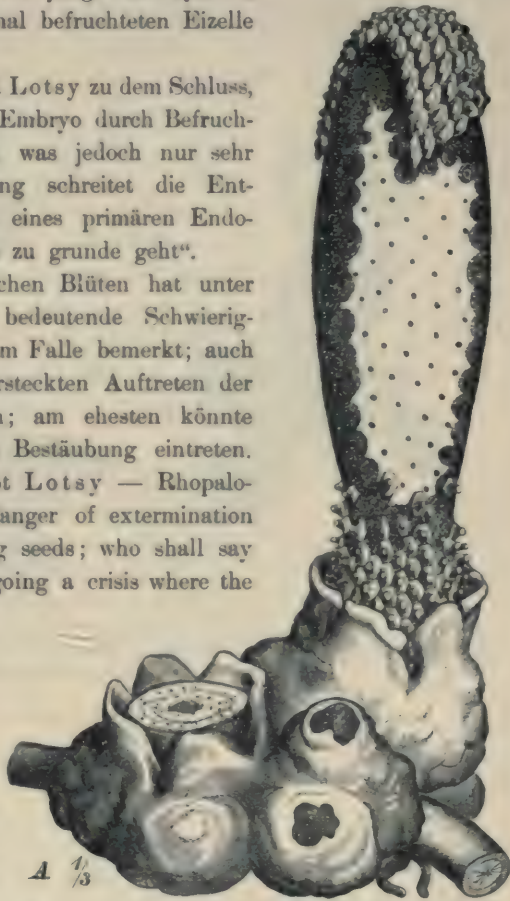 nal befruchteten Eizelle
Lotsy zu dem Schluss,
Embryo durch Befruch-
was jedoch nur sehr
ng schreitet die Ent-
eines primären Endo-
zu grunde geht“.
chen Blüten hat unter
bedeutende Schwierig-
m Falle bemerkt; auch
rsteckten Auftreten der
; am ehesten könnte
Bestäubung eintreten.
t Lotsy — Rhopalo-
anger of extermination
g seeds; who shall say
going a crisis where the
A 1/3